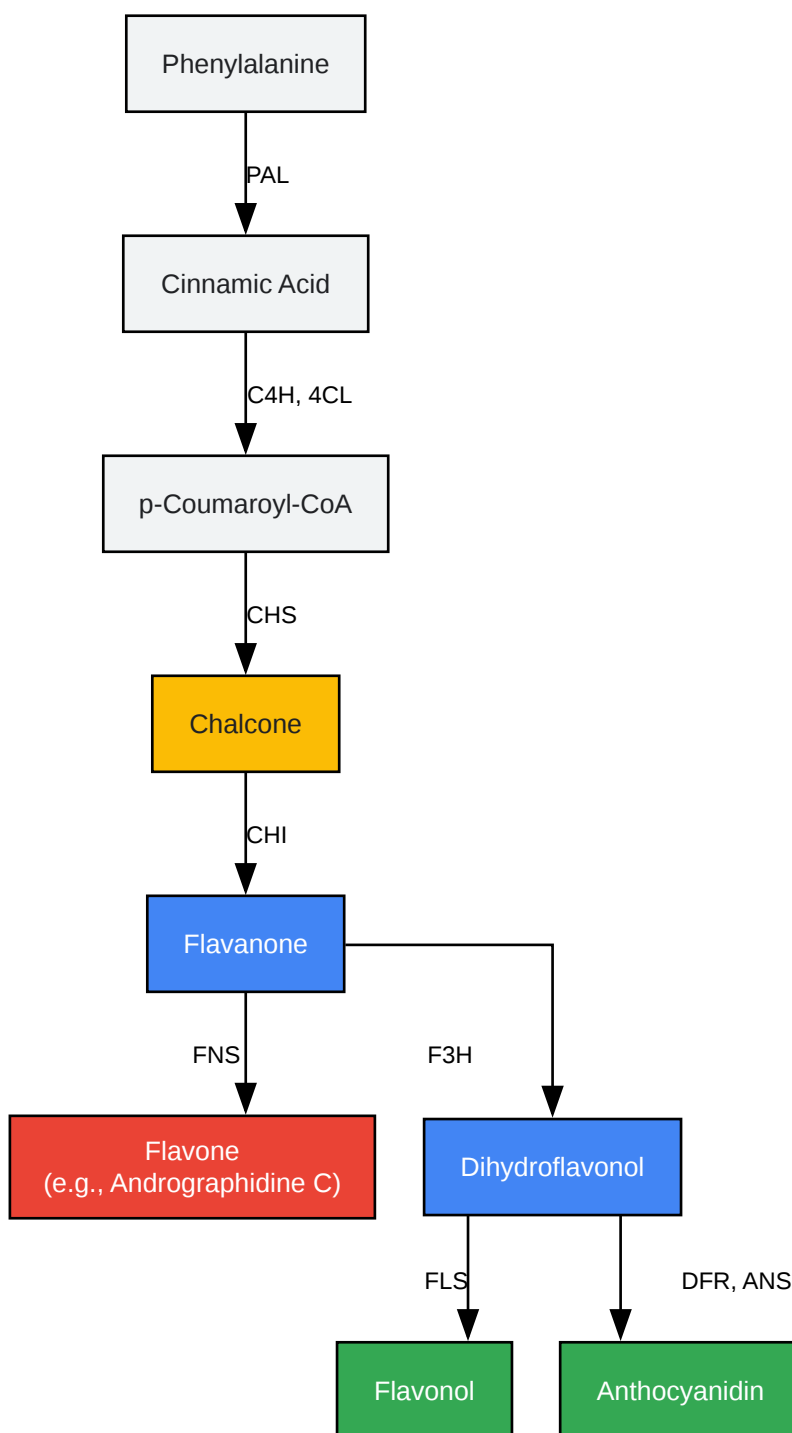 Phenylalanine
PAL
Cinnamic Acid
C4H, 4CL
p-Coumaroyl-CoA
CHS
Chalcone
CHI
Flavanone
FNS
F3H
Flavone
(e.g., Andrographidine C)
Dihydroflavonol
FLS
DFR, ANS
Flavonol
Anthocyanidin